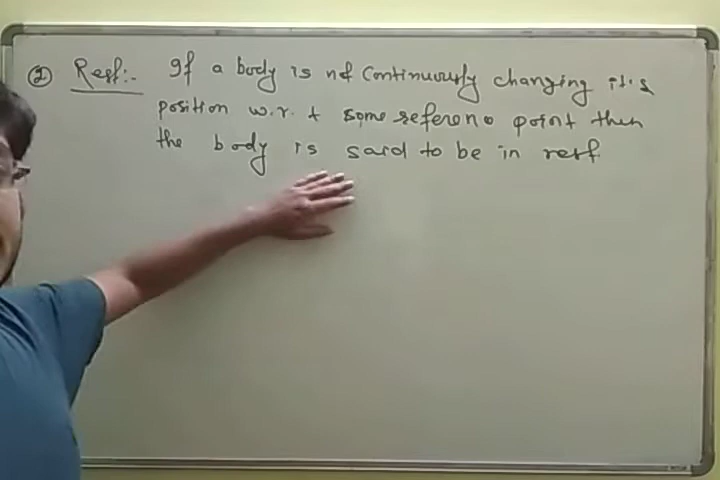 ② Rest:- If a body is not continuously changing it's
position w.r.t some reference point then
the body is said to be in rest.